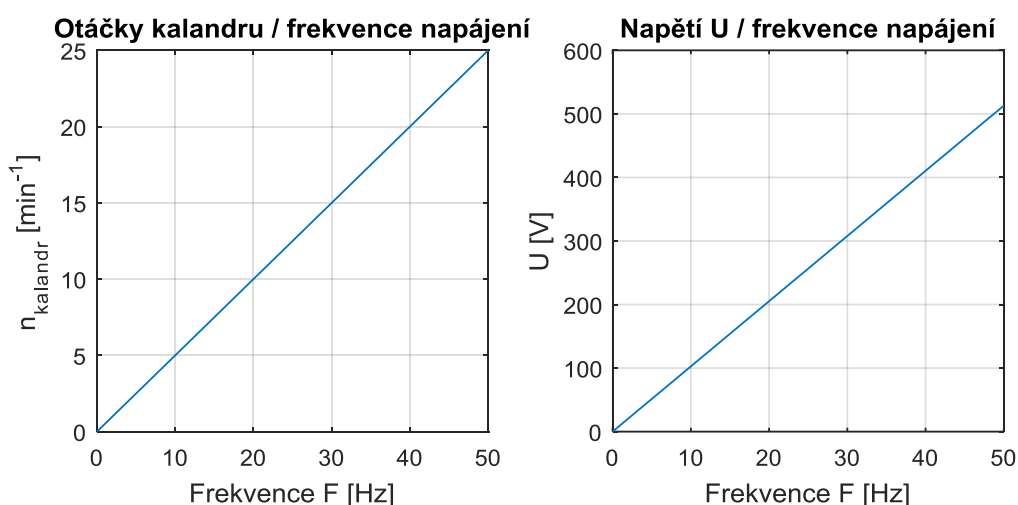 Otáčky kalandru / frekvence napájení
25
20
15
10
5
0
n_kalandr [min^-1]
0 10 20 30 40 50
Frekvence F [Hz]
Napětí U / frekvence napájení
600
500
400
300
200
100
0
U [V]
0 10 20 30 40 50
Frekvence F [Hz]